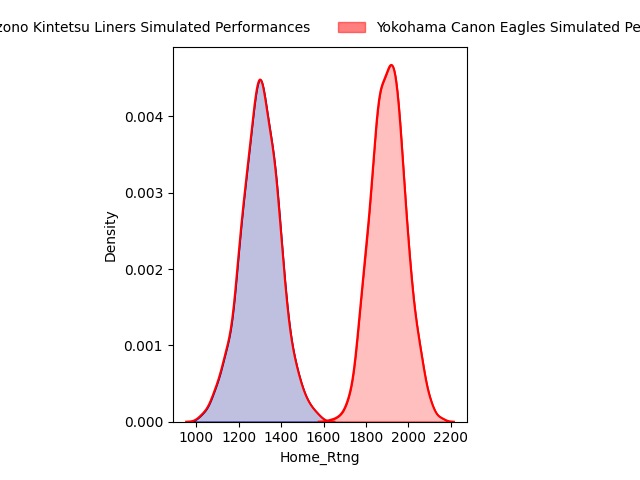 zono Kintetsu Liners Simulated Performances
Yokohama Canon Eagles Simulated Pe
Density
0.004
0.003
0.002
0.001
0.000
1000 1200 1400 1600 1800 2000 2200
Home_Rtng